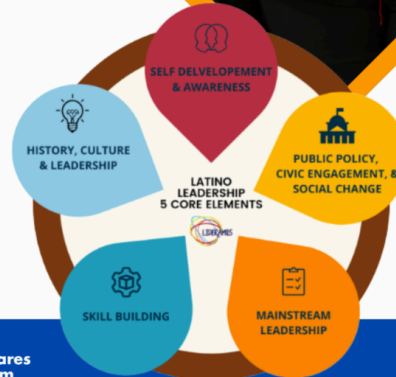 SELF DELVELOPEMENT
& AWARENESS
HISTORY, CULTURE
& LEADERSHIP
PUBLIC POLICY,
CIVIC ENGAGEMENT, &
SOCIAL CHANGE
LATINO
LEADERSHIP
5 CORE ELEMENTS
LIDERAMOS
SKILL BUILDING
MAINSTREAM
LEADERSHIP